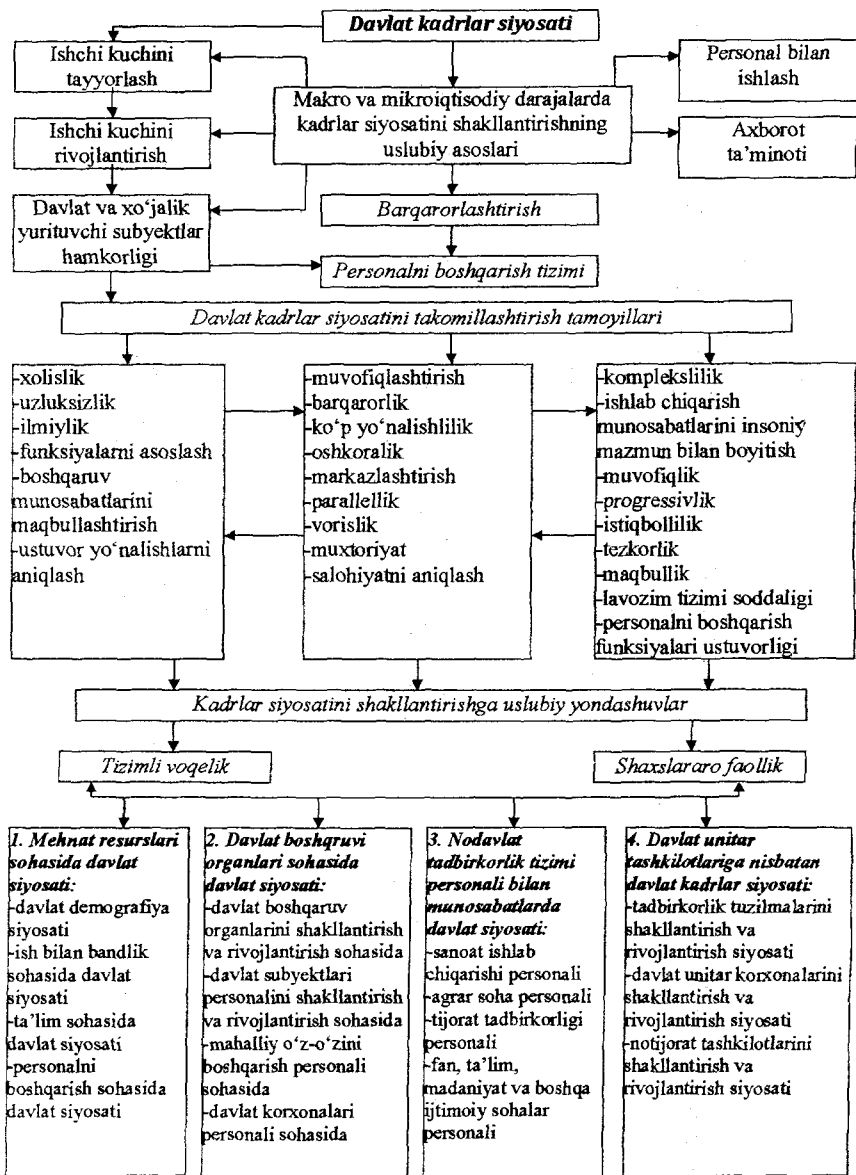 Davlat kadrlar siyosati
Ishchi kuchini
tayyorlash
Personal bilan
ishlash
Makro va mikroiqtisodiy darajalarda
kadrlar siyosatini shakllantirishning
uslubiy asoslari
Ishchi kuchini
rivojlantirish
Axborot
ta’minoti
Davlat va xo‘jalik
yurituvchi subyektlar
hamkorligi
Barqarorlashtirish
Personalni boshqarish tizimi
Davlat kadrlar siyosatini takomillashtirish tamoyillari
-xolislik
-uzluksizlik
-ilmiylik
-funksiyalarni asoslash
-boshqaruv
munosabatlarini
maqbullashtirish
-ustuvor yo‘nalishlarni
aniqlash
-muvofiqlashtirish
-barqarorlik
-ko‘p yo‘nalishlilik
-oshkoralik
-markazlashtirish
-parallellik
-vorislik
-muxtoriyat
-salohiyatni aniqlash
-komplekslilik
-ishlab chiqarish
munosabatlarini insoniy
mazmun bilan boyitish
-muvofiqlik
-progressivlik
-istiqbollilik
-tezkorlik
-maqbullik
-lavozim tizimi soddaligi
-personalni boshqarish
funksiyalari ustuvorligi
Kadrlar siyosatini shakllantirishga uslubiy yondashuvlar
Tizimli voqelik
Shaxslararo faollik
1. Mehnat resurslari
sohasida davlat
siyosati:
-davlat demografiya
siyosati
-ish bilan bandlik
sohasida davlat
siyosati
-ta’lim sohasida
davlat siyosati
-personalni
boshqarish sohasida
davlat siyosati
2. Davlat boshqruvi
organlari sohasida
davlat siyosati:
-davlat boshqaruv
organlarini shakllantirish
va rivojlantirish sohasida
-davlat subyektlari
personalini shakllantirish
va rivojlantirish sohasida
-mahalliy o‘z-o‘zini
boshqarish personali
sohasida
-davlat korxonalari
personali sohasida
3. Nodavlat
tadbirkorlik tizimi
personali bilan
munosabatlarda
davlat siyosati:
-sanoat ishlab
chiqarishi personali
-agrar soha personali
-tijorat tadbirkorligi
personali
-fan, ta’lim,
madaniyat va boshqa
ijtimoiy sohalar
personali
4. Davlat unitar
tashkilotlariga nisbatan
davlat kadrlar siyosati:
-tadbirkorlik tuzilmalarini
shakllantirish va
rivojlantirish siyosati
-davlat unitar korxonalarini
shakllantirish va
rivojlantirish siyosati
-notijorat tashkilotlarini
shakllantirish va
rivojlantirish siyosati